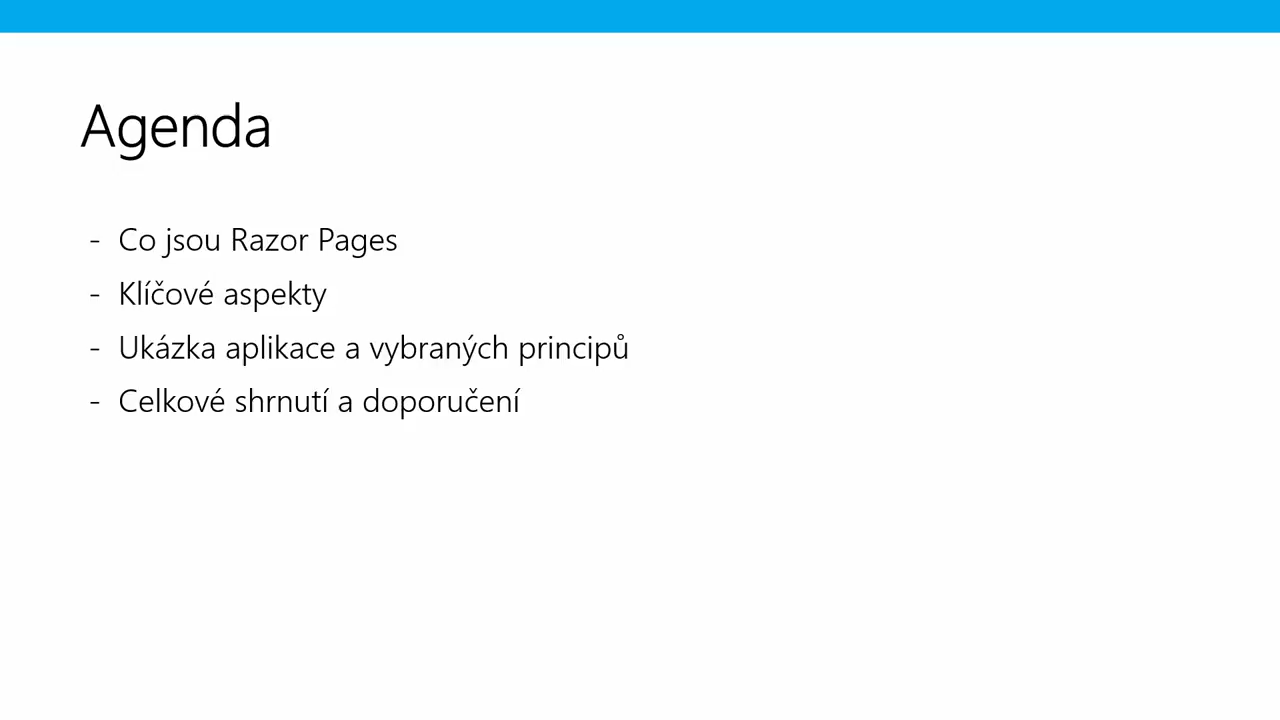 Agenda
- Co jsou Razor Pages
- Klíčové aspekty
- Ukázka aplikace a vybraných principů
- Celkové shrnutí a doporučení